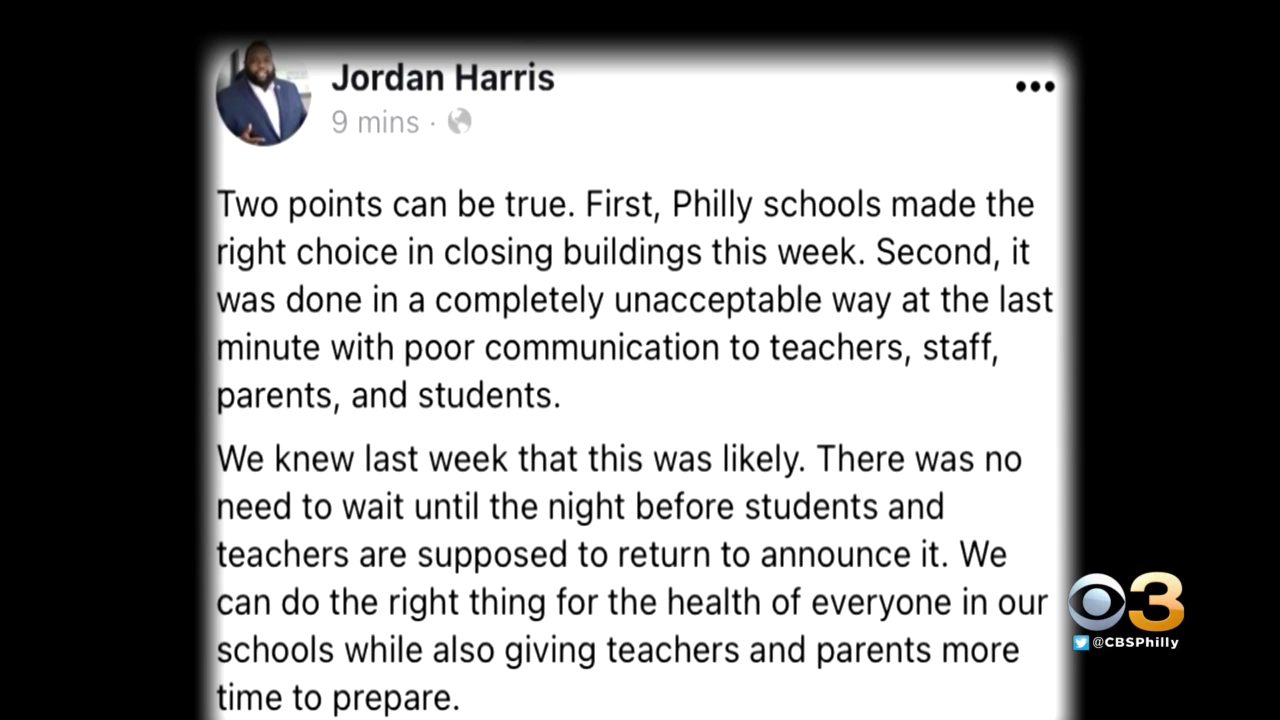 Jordan Harris
9 mins ·
Two points can be true. First, Philly schools made the
right choice in closing buildings this week. Second, it
was done in a completely unacceptable way at the last
minute with poor communication to teachers, staff,
parents, and students.
We knew last week that this was likely. There was no
need to wait until the night before students and
teachers are supposed to return to announce it. We
can do the right thing for the health of everyone in our
schools while also giving teachers and parents more
time to prepare.
3
@CBSPhilly